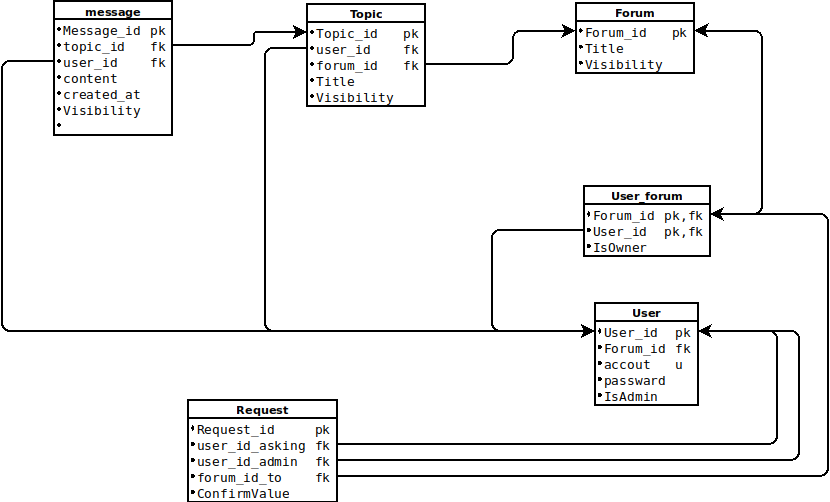 message
Message_id pk
topic_id fk
user_id fk
content
created_at
Visibility
Topic
Topic_id pk
user_id fk
forum_id fk
Title
Visibility
Forum
Forum_id pk
Title
Visibility
User_forum
Forum_id pk,fk
User_id pk,fk
IsOwner
User
User_id pk
Forum_id fk
accout u
passward
IsAdmin
Request
Request_id pk
user_id_asking fk
user_id_admin fk
forum_id_to fk
ConfirmValue